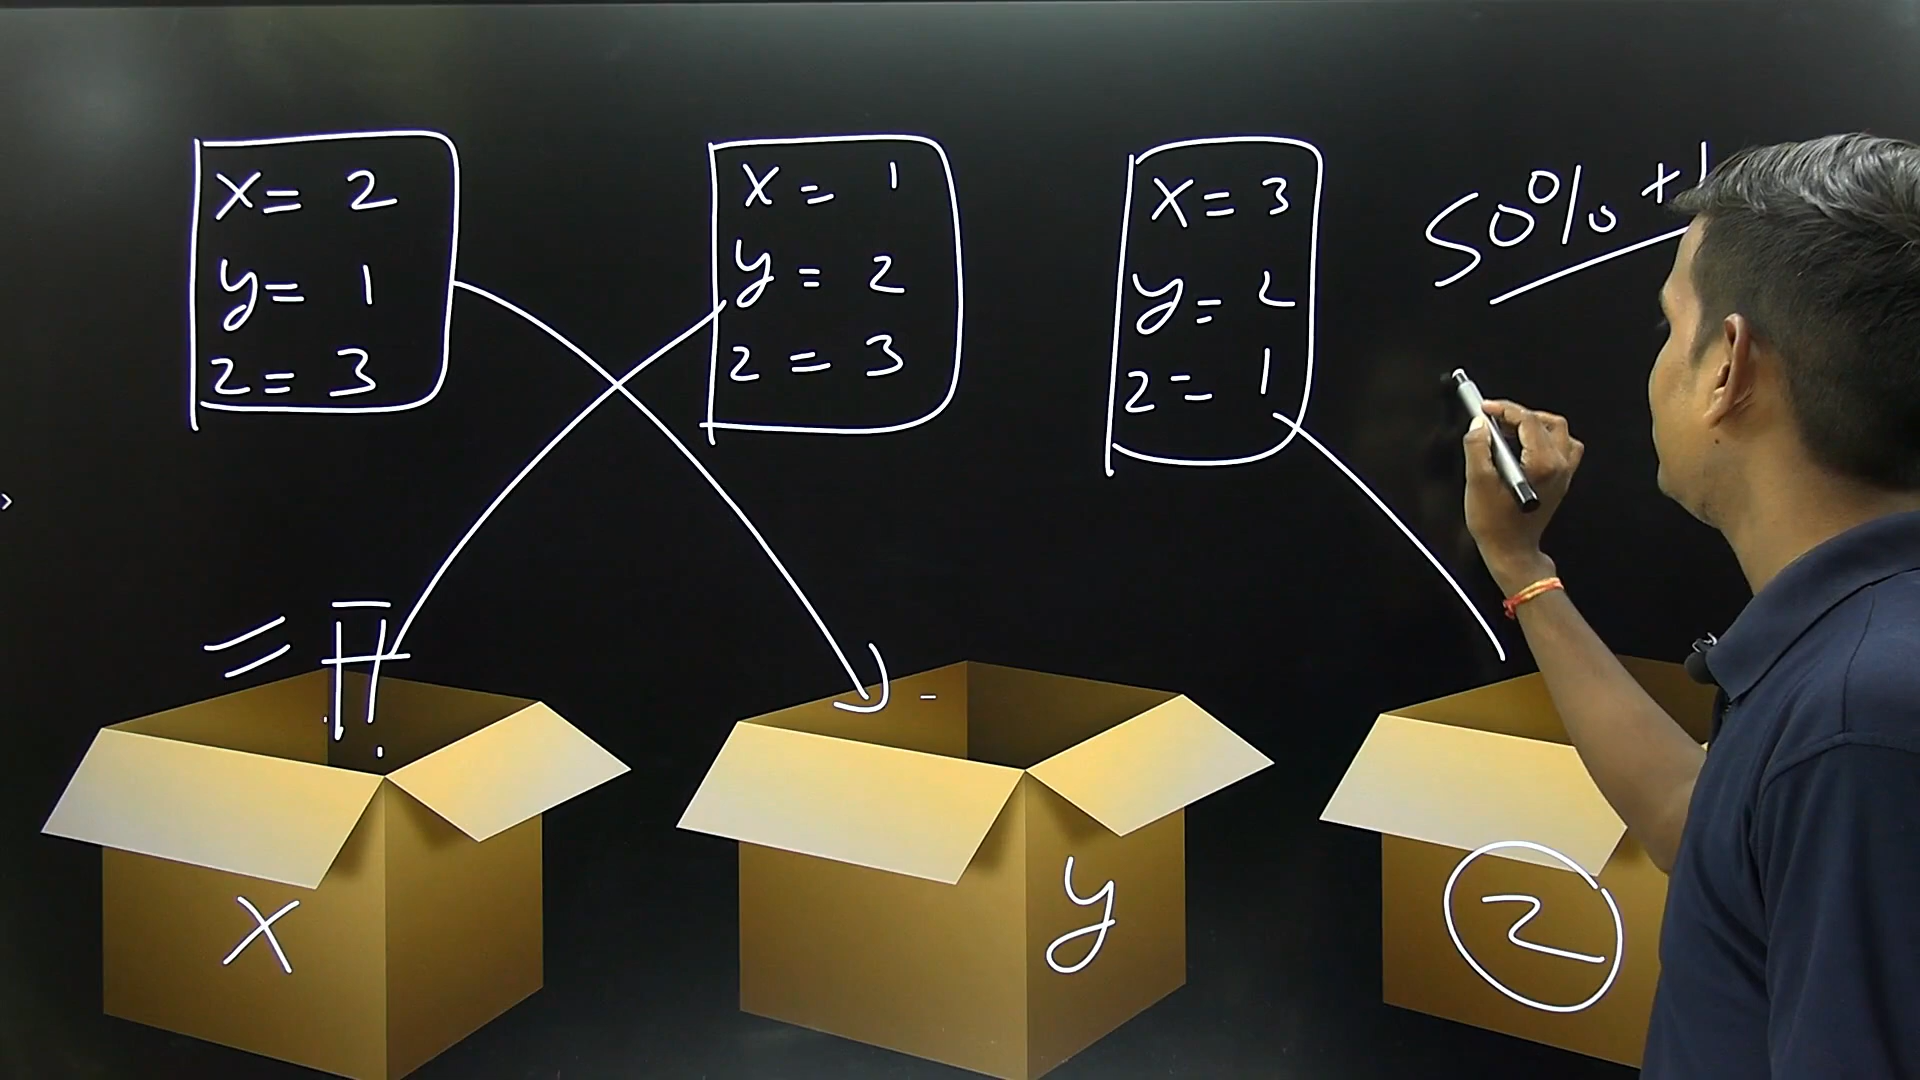 x = 2
y = 1
z = 3
x = 1
y = 2
z = 3
x = 3
y = 2
z = 1
50% +1
x
y
z